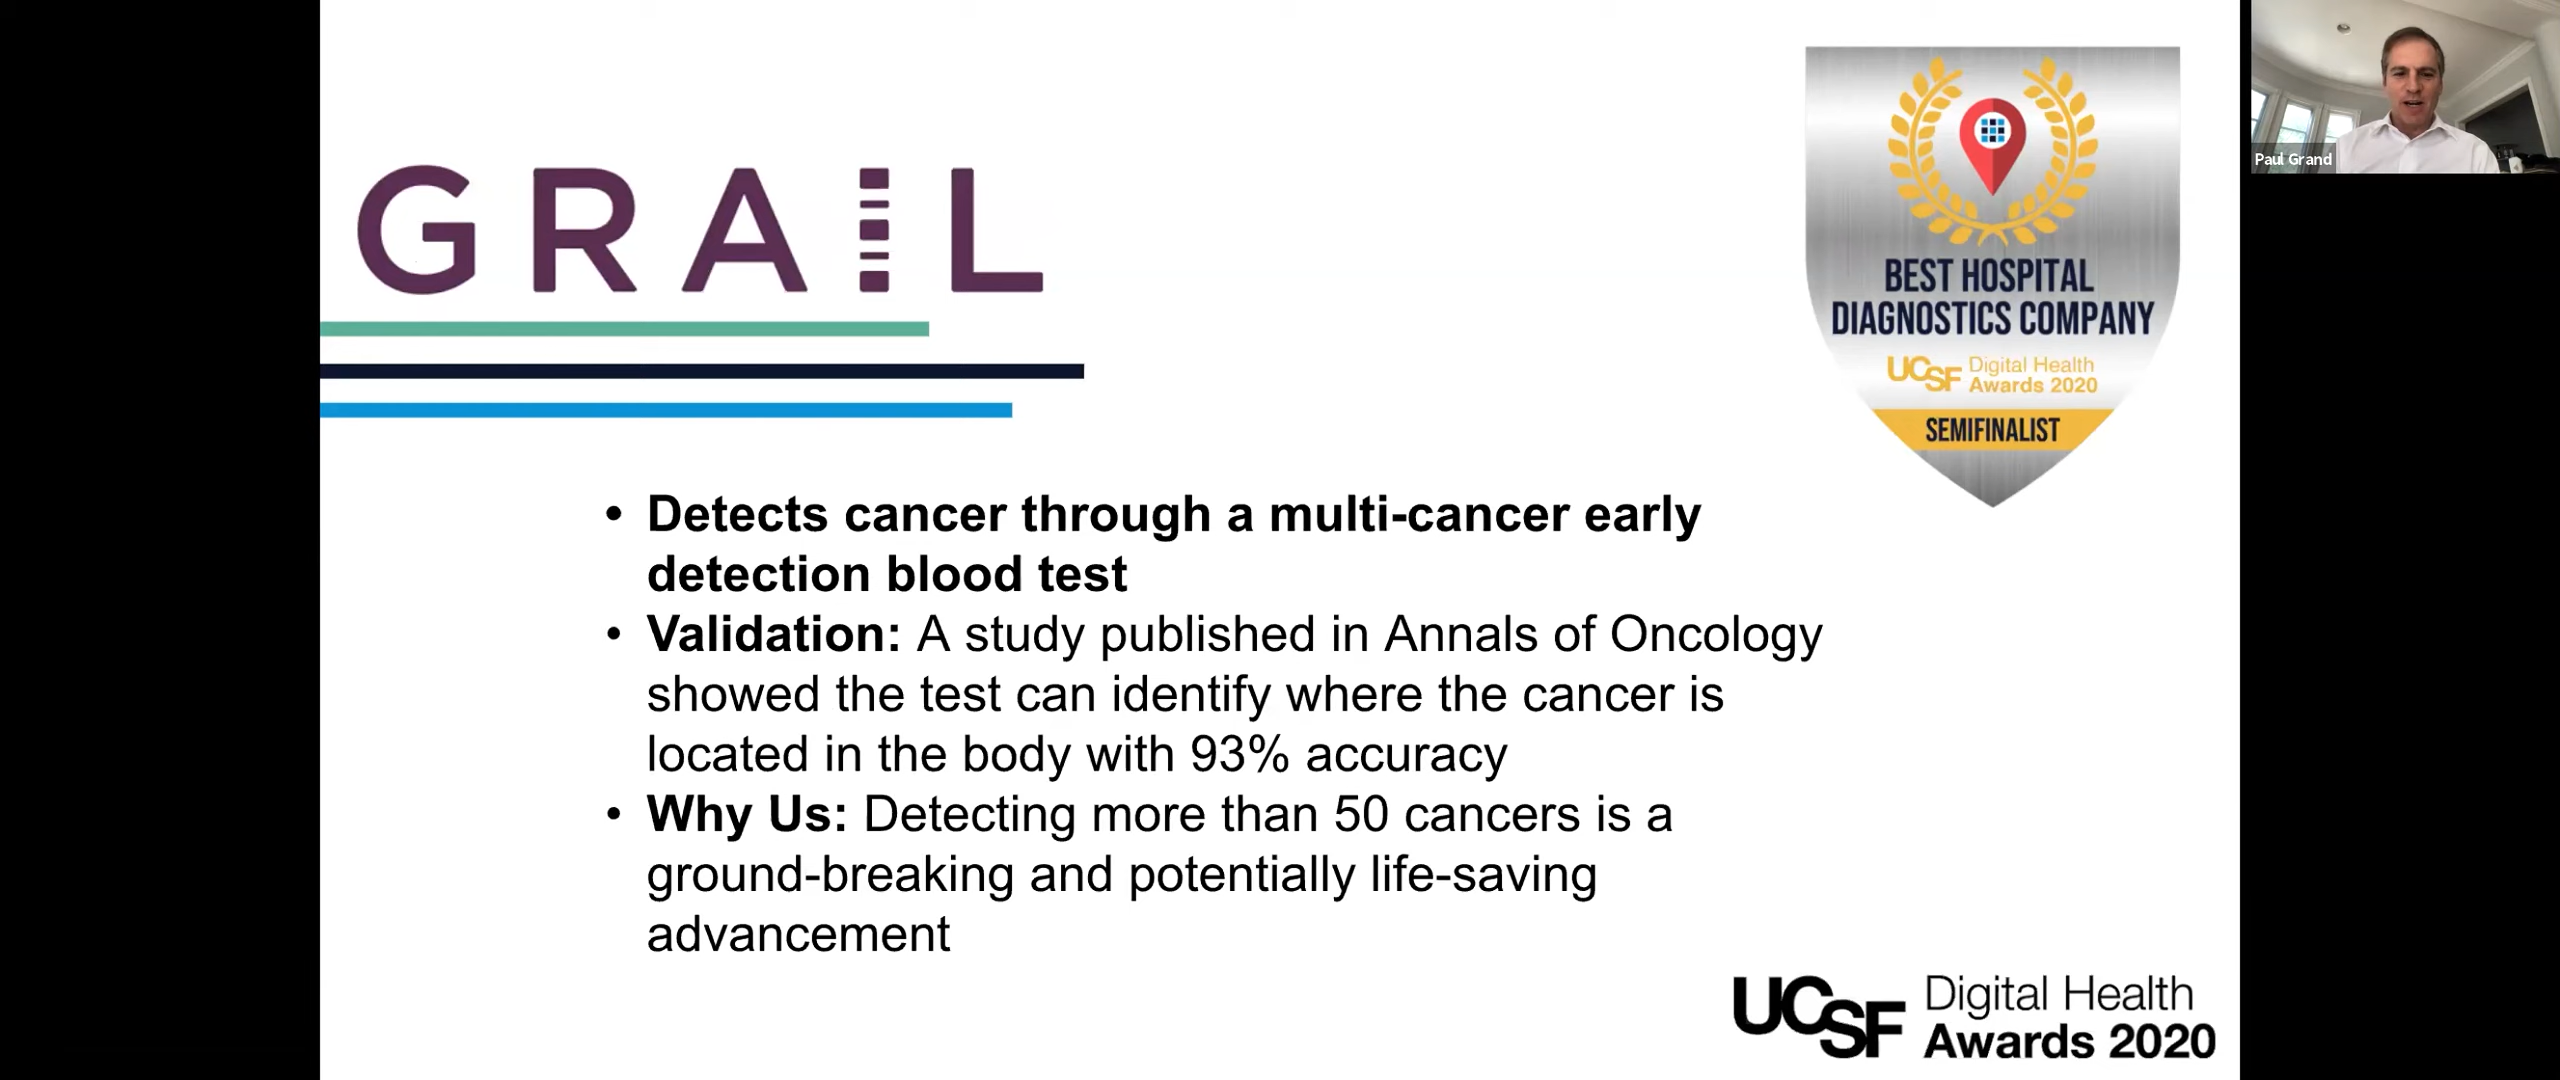 GRAIL
BEST HOSPITAL
DIAGNOSTICS COMPANY
UCSF Digital Health
Awards 2020
SEMIFINALIST
Paul Grand
• Detects cancer through a multi-cancer early
detection blood test
• Validation: A study published in Annals of Oncology
showed the test can identify where the cancer is
located in the body with 93% accuracy
• Why Us: Detecting more than 50 cancers is a
ground-breaking and potentially life-saving
advancement
UCSF Digital Health
Awards 2020